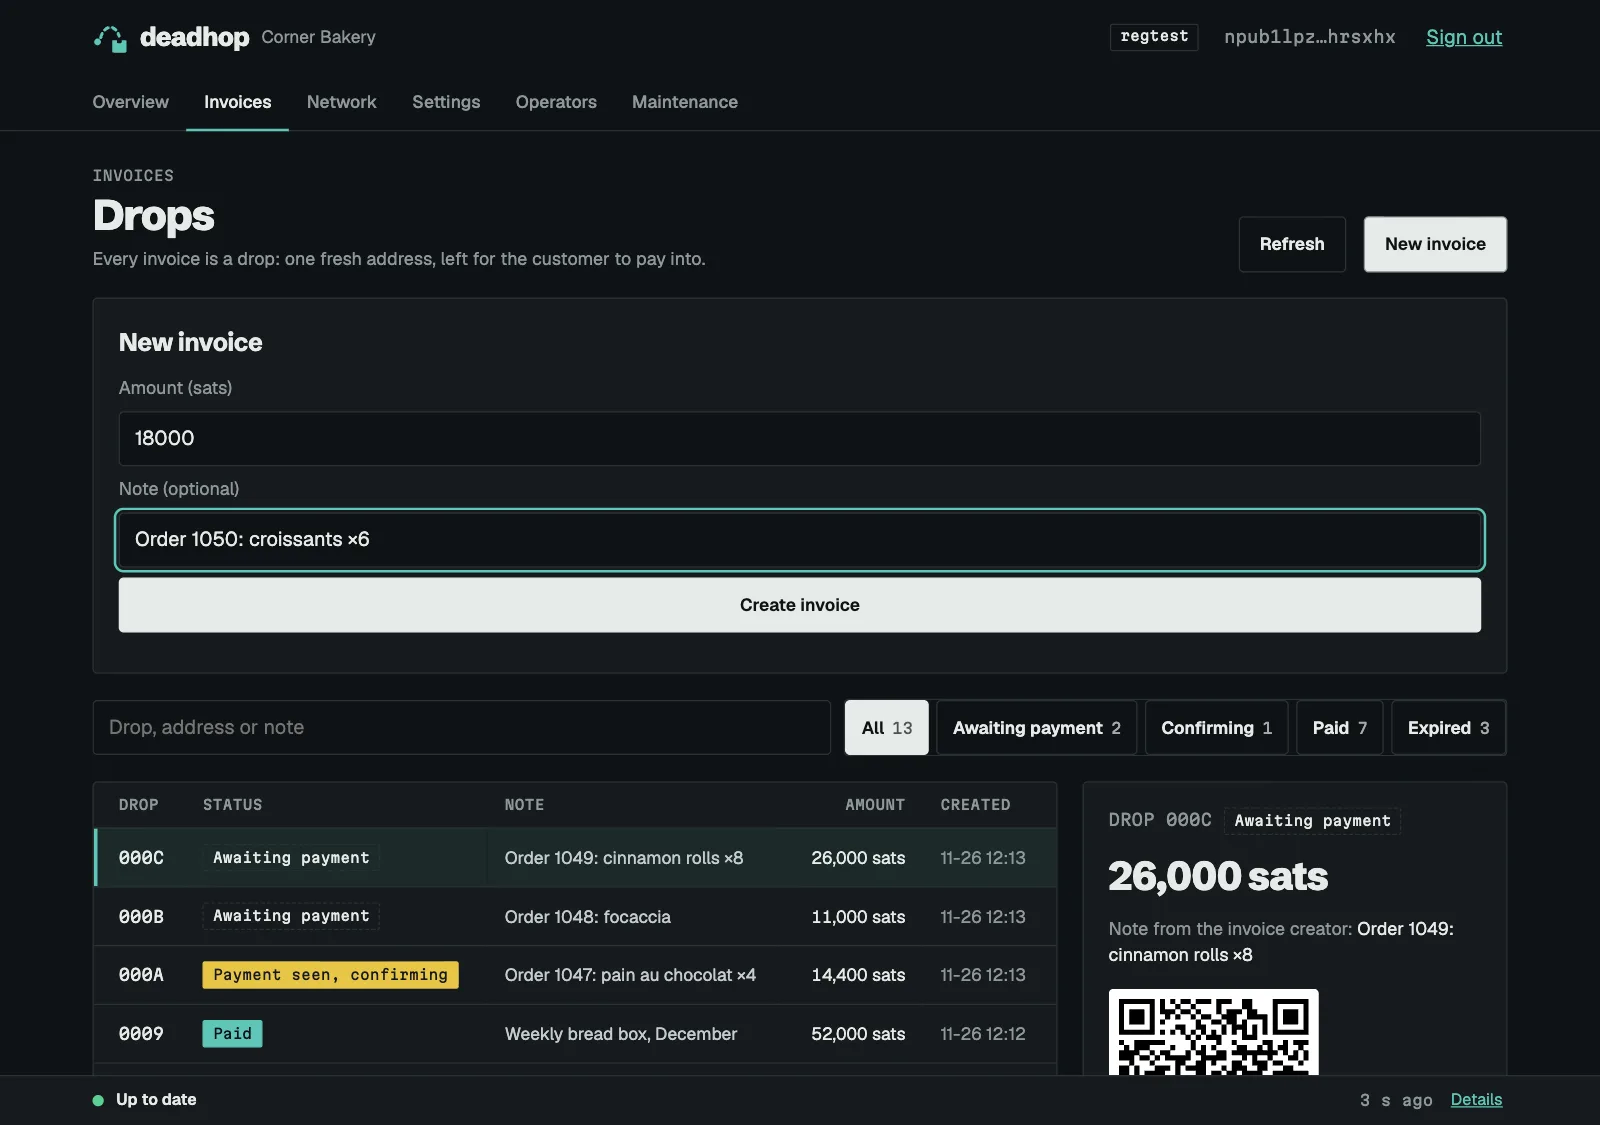 deadhop Corner Bakery
regtest npub1lpz…hrsxhx Sign out
Overview Invoices Network Settings Operators Maintenance
INVOICES
Drops
Every invoice is a drop: one fresh address, left for the customer to pay into.
Refresh New invoice
New invoice
Amount (sats)
18000
Note (optional)
Order 1050: croissants ×6
Create invoice
Drop, address or note
All 13 Awaiting payment 2 Confirming 1 Paid 7 Expired 3
DROP STATUS NOTE AMOUNT CREATED
000C Awaiting payment Order 1049: cinnamon rolls ×8 26,000 sats 11-26 12:13
000B Awaiting payment Order 1048: focaccia 11,000 sats 11-26 12:13
000A Payment seen, confirming Order 1047: pain au chocolat ×4 14,400 sats 11-26 12:13
0009 Paid Weekly bread box, December 52,000 sats 11-26 12:12
DROP 000C Awaiting payment
26,000 sats
Note from the invoice creator: Order 1049:
cinnamon rolls ×8
Up to date
3 s ago Details